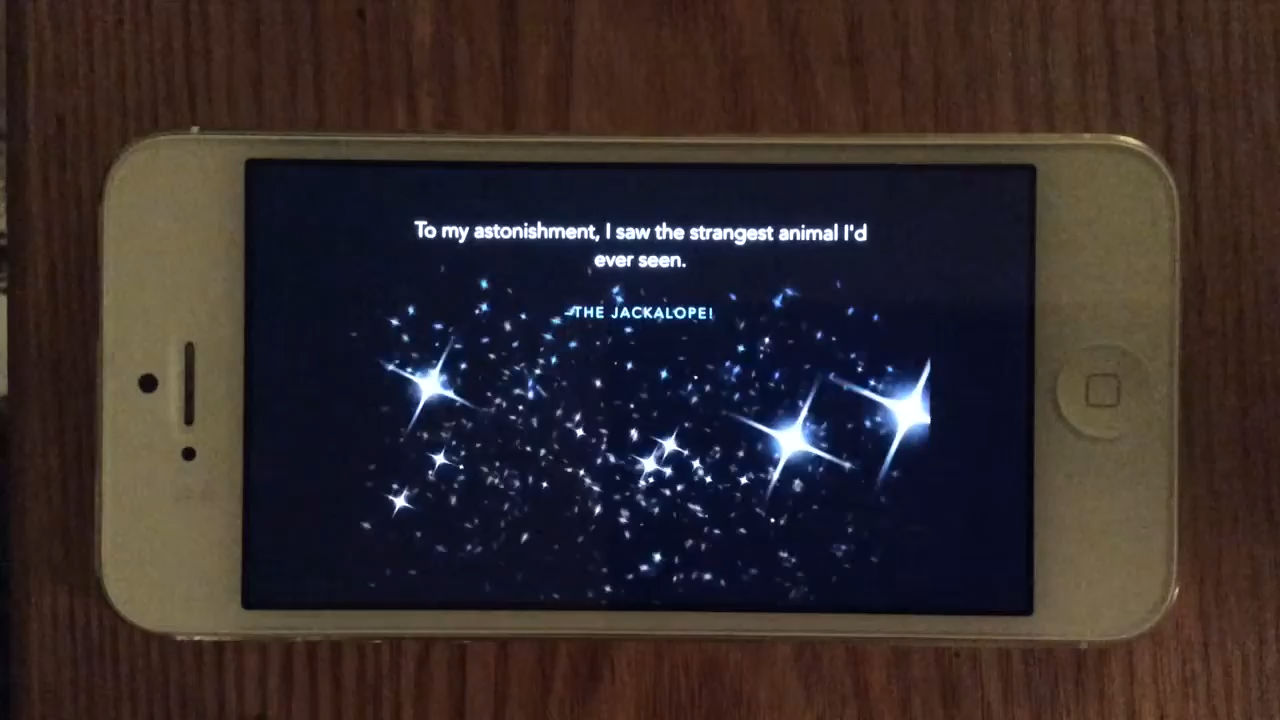 To my astonishment, I saw the strangest animal I'd
ever seen.
-THE JACKALOPE!